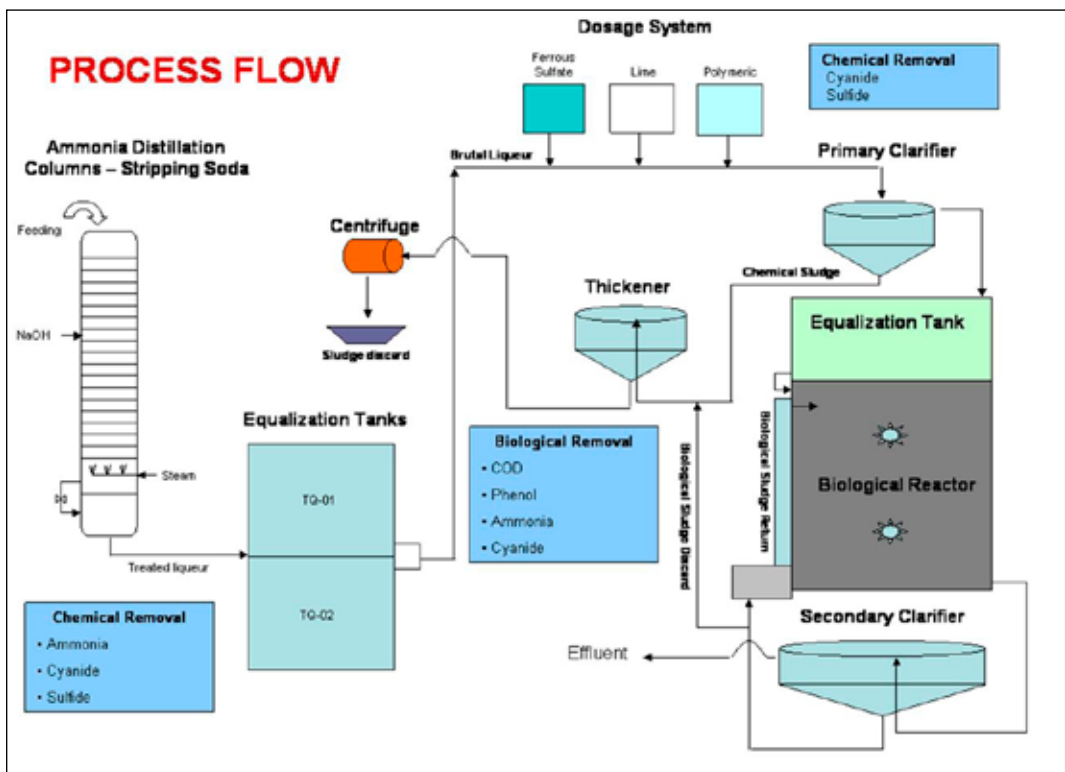 PROCESS FLOW
Dosage System
Ferrous
Sulfate
Lime
Polymeric
Chemical Removal
Cyanide
Sulfide
Ammonia Distillation
Columns – Stripping Soda
Brutal Liqueur
Primary Clarifier
Feeding
Centrifuge
Chemical Sludge
Thickener
Equalization Tank
NaOH
Sludge discard
Equalization Tanks
Biological Removal
• COD
• Phenol
• Ammonia
• Cyanide
Biological Sludge Discard
Biological Sludge Return
Biological Reactor
Steam
TQ-01
Treated liqueur
TQ-02
Chemical Removal
• Ammonia
• Cyanide
• Sulfide
Secondary Clarifier
Effluent